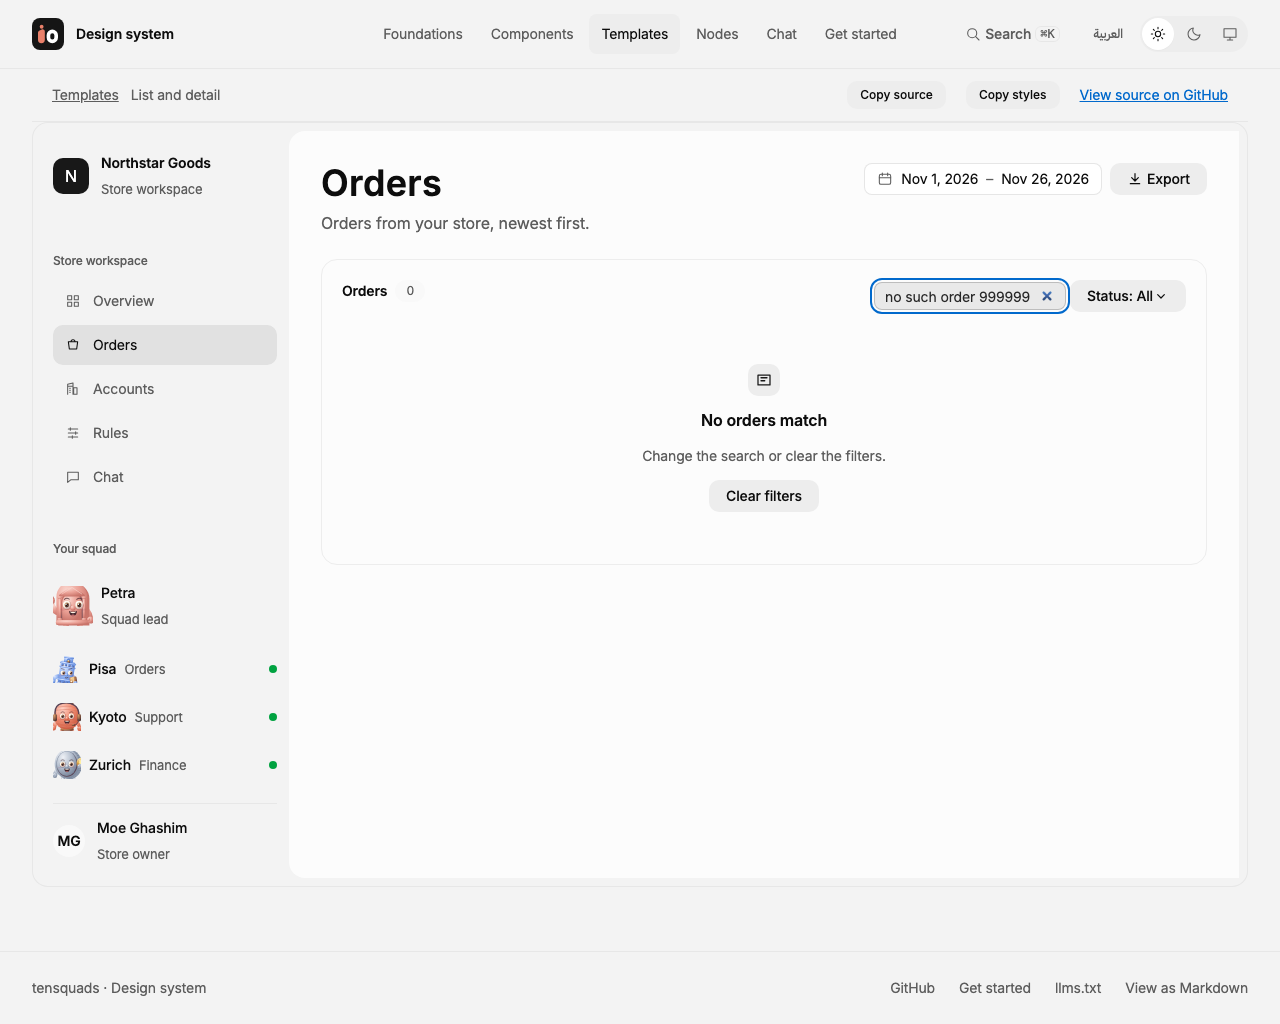 io Design system
Foundations Components Templates Nodes Chat Get started
Search ⌘K العربية
Templates List and detail
Copy source Copy styles View source on GitHub
N Northstar Goods
Store workspace
Store workspace
Overview
Orders
Accounts
Rules
Chat
Your squad
Petra
Squad lead
Pisa Orders
Kyoto Support
Zurich Finance
MG Moe Ghashim
Store owner
Orders
Orders from your store, newest first.
Nov 1, 2026 – Nov 26, 2026 Export
Orders 0
no such order 999999 Status: All
No orders match
Change the search or clear the filters.
Clear filters
tensquads · Design system
GitHub Get started llms.txt View as Markdown